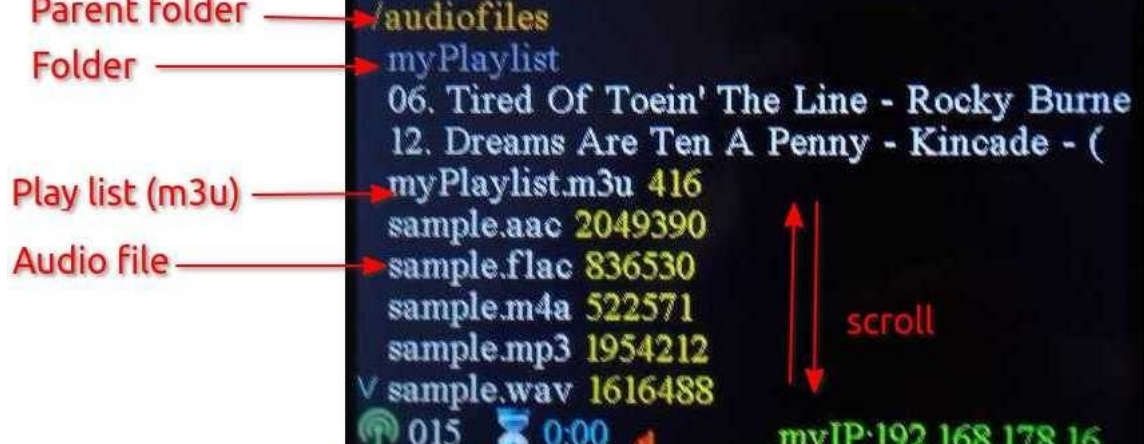 Parent folder
/audiofiles
Folder
myPlaylist
06. Tired Of Toein' The Line - Rocky Burne
12. Dreams Are Ten A Penny - Kincade - (
Play list (m3u)
myPlaylist.m3u 416
sample.aac 2049390
Audio file
sample.flac 836530
sample.m4a 522571
scroll
sample.mp3 1954212
V sample.wav 1616488
015 0:00 myIP:192.168.178.16